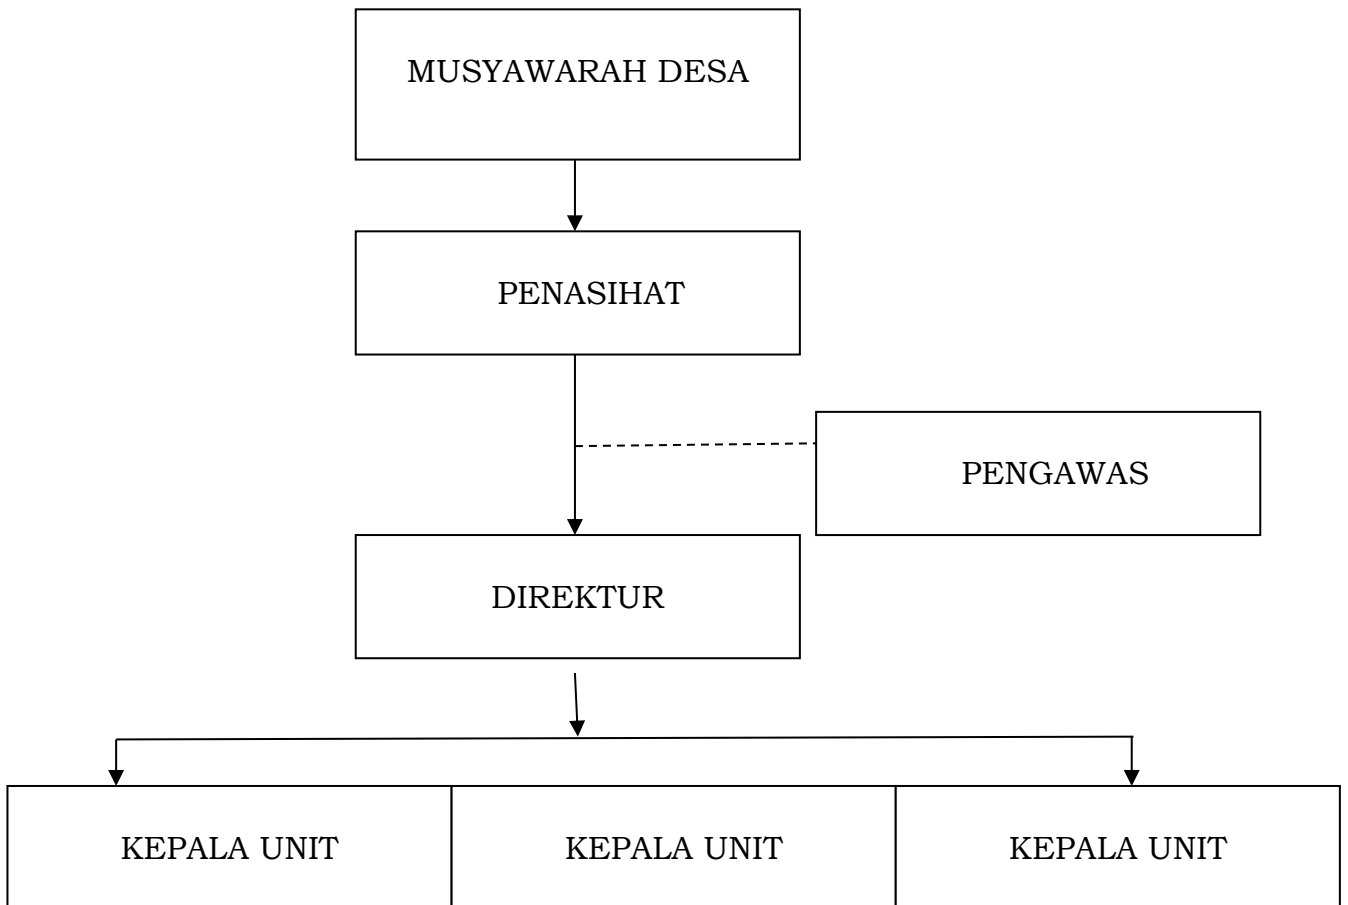 MUSYAWARAH DESA
PENASIHAT
PENGAWAS
DIREKTUR
KEPALA UNIT
KEPALA UNIT
KEPALA UNIT